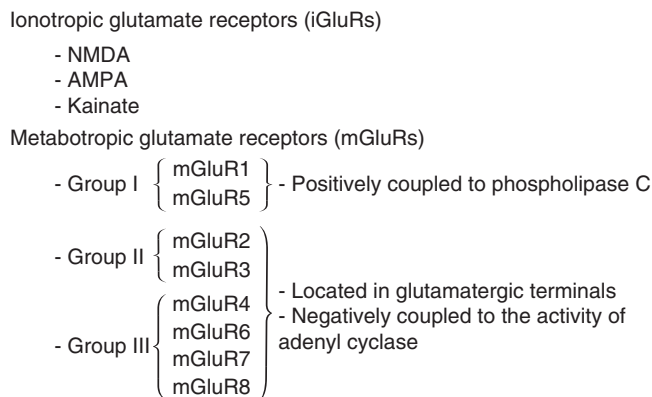 Ionotropic glutamate receptors (iGluRs)
- NMDA
- AMPA
- Kainate
Metabotropic glutamate receptors (mGluRs)
- Group I
mGluR1
mGluR5
- Positively coupled to phospholipase C
- Group II
mGluR2
mGluR3
- Group III
mGluR4
mGluR6
mGluR7
mGluR8
- Located in glutamatergic terminals
- Negatively coupled to the activity of
adenyl cyclase